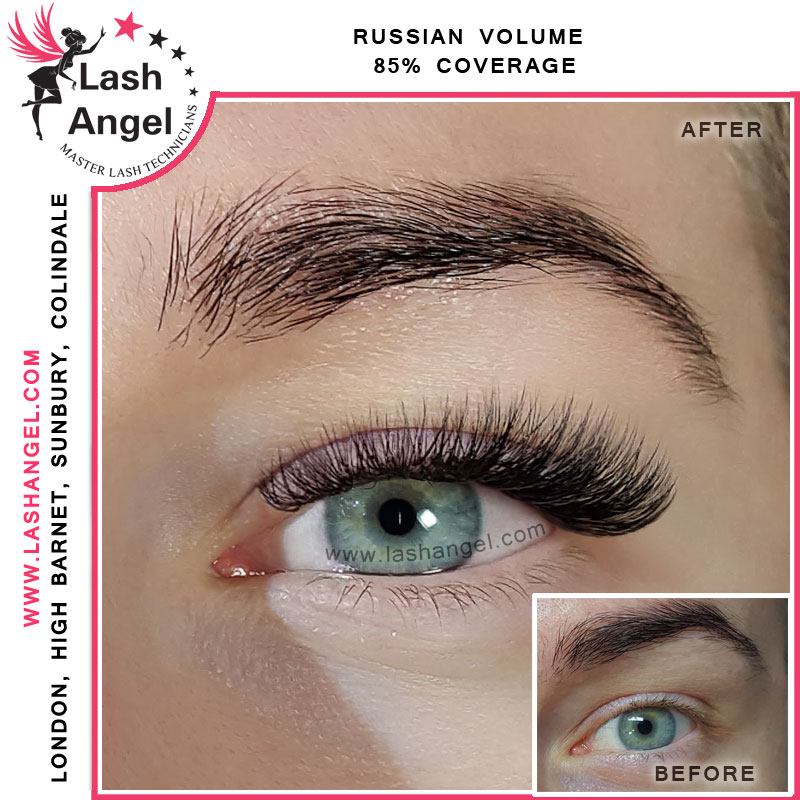 Lash
Angel
MASTER LASH TECHNICIANS
RUSSIAN VOLUME
85% COVERAGE
AFTER
WWW.LASHANGEL.COM
LONDON, HIGH BARNET, SUNBURY, COLINDALE
www.lashangel.com
BEFORE